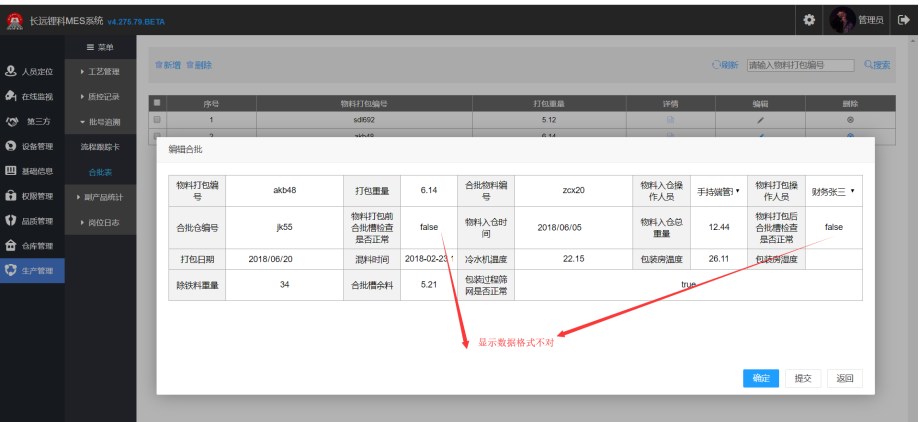 长远锂科MES系统 v4.275.79.BETA
管理员
菜单
人员定位
在线监视
第三方
设备管理
基础信息
权限管理
品质管理
仓库管理
生产管理
工艺管理
质控记录
批号追溯
流程跟踪卡
合批表
副产品统计
岗位日志
新增 删除
刷新 请输入物料打包编号 搜索
序号 物料打包编号 打包重量 详情 编辑 删除
1 sdl692 5.12
2 akb48 6.14
编辑合批
物料打包编号 akb48 打包重量 6.14 合批物料编号 zcx20 物料入仓操作人员 手持端管 物料打包操作人员 财务张三
合批仓编号 jk55 物料打包前合批槽检查是否正常 false 物料入仓时间 2018/06/05 物料入仓总重量 12.44 物料打包后合批槽检查是否正常 false
打包日期 2018/06/20 混料时间 2018-02-23 1 冷水机温度 22.15 包装房温度 26.11 包装房湿度
除铁料重量 34 合批槽余料 5.21 包装过程筛网是否正常 true
显示数据格式不对
确定 提交 返回